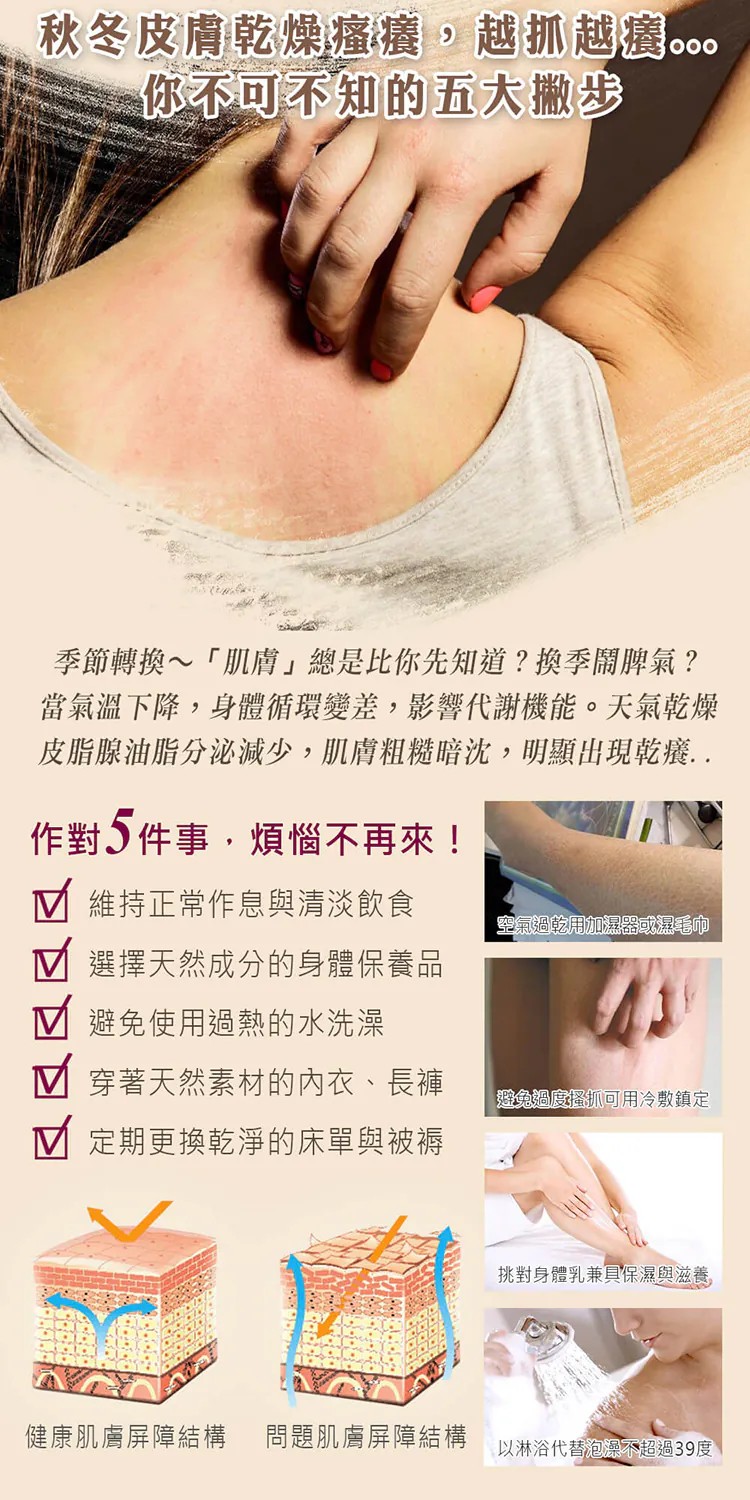 秋冬皮膚乾燥瘙癢，越抓越癢...
你不可不知的五大撇步
季節轉換～「肌膚」總是比你先知道？換季鬧脾氣？
當氣溫下降，身體循環變差，影響代謝機能。天氣乾燥
皮脂腺油脂分泌減少，肌膚粗糙暗沈，明顯出現乾癢..
作對5件事，煩惱不再來！
維持正常作息與清淡飲食
選擇天然成分的身體保養品
避免使用過熱的水洗澡
穿著天然素材的內衣、長褲
定期更換乾淨的床單與被褥
空氣過乾用加濕器或濕毛巾
避免過度搔抓可用冷敷鎮定
挑對身體乳兼具保濕與滋養
以淋浴代替泡澡不超過39度
健康肌膚屏障結構
問題肌膚屏障結構